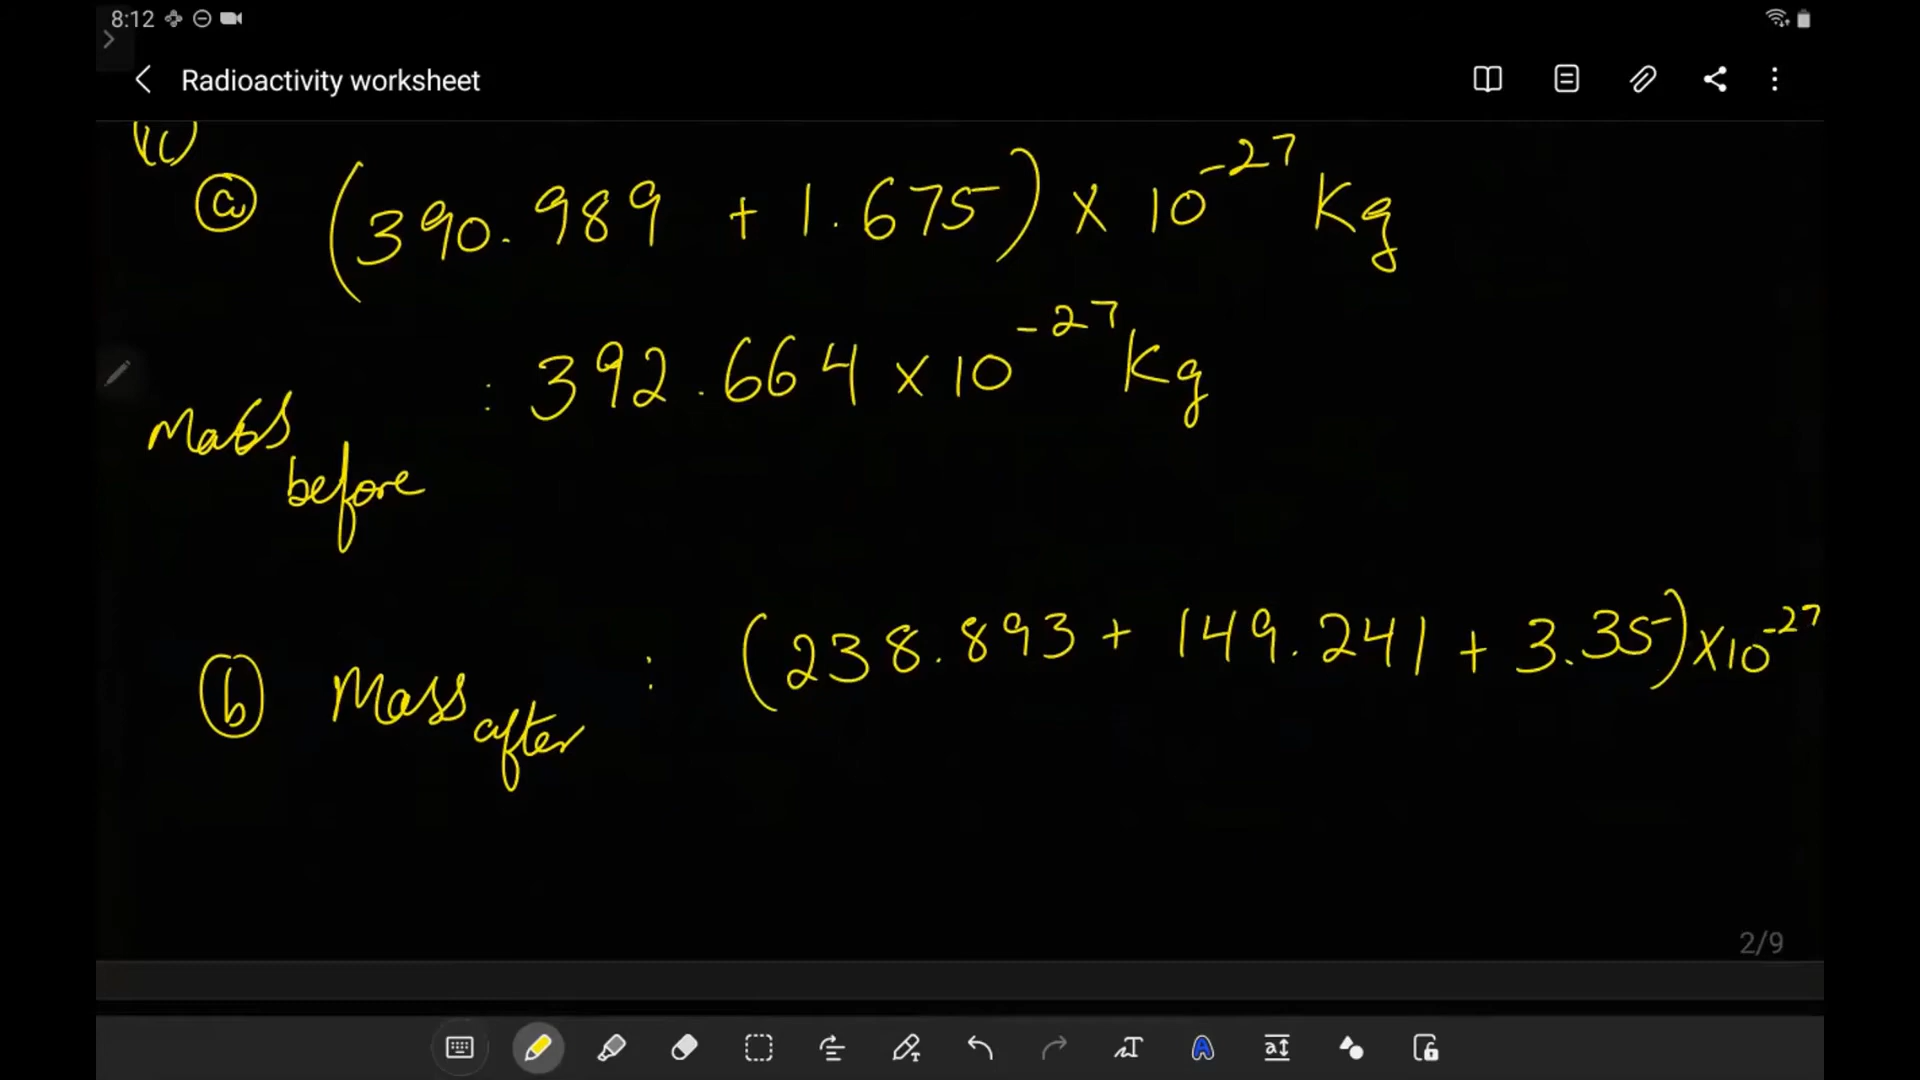 8:12
Radioactivity worksheet
(c)
(a) (390.989 + 1.675) × 10⁻²⁷ Kg
: 392.664 × 10⁻²⁷ Kg
Mass before
(b) Mass after : (238.893 + 149.241 + 3.35) × 10⁻²⁷
2/9